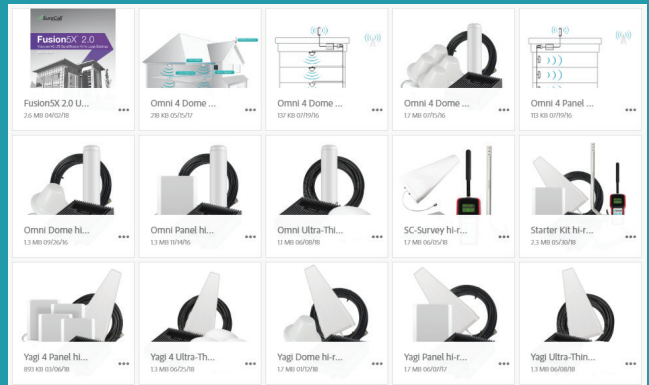 SureCall
Fusion5X 2.0
Fusion5X 2.0 U...
2.6 MB 04/02/18
Omni 4 Dome ...
218 KB 05/15/17
Omni 4 Dome ...
137 KB 07/19/16
Omni 4 Dome ...
1.7 MB 07/15/16
Omni 4 Panel ...
113 KB 07/19/16
Omni Dome hi...
1.3 MB 09/26/16
Omni Panel hi...
1.3 MB 11/14/16
Omni Ultra-Thi...
1.1 MB 06/08/18
SC-Survey hi-r...
1.7 MB 06/05/18
Starter Kit hi-r...
2.3 MB 05/30/18
Yagi 4 Panel hi...
893 KB 03/06/18
Yagi 4 Ultra-Th...
1.3 MB 06/25/18
Yagi Dome hi-r...
1.7 MB 01/12/18
Yagi Panel hi-r...
1.7 MB 06/07/17
Yagi Ultra-Thin...
1.3 MB 06/08/18